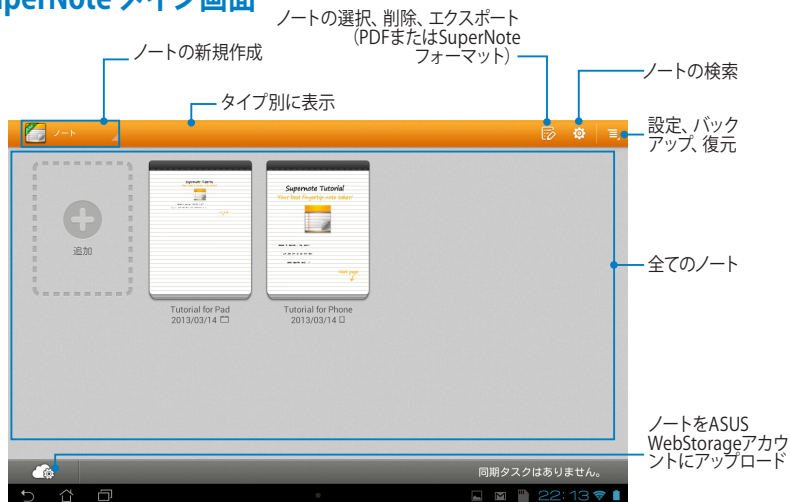 SuperNote メイン画面
ノートの選択、削除、エクスポート
（PDFまたはSuperNote
フォーマット）
ノートの新規作成
ノートの検索
タイプ別に表示
設定、バック
アップ、復元
ノート
追加
Supernote Tutorial
Your best fingertip note taker!
Next page
全てのノート
Tutorial for Pad
2013/03/14
Tutorial for Phone
2013/03/14
ノートをASUS
WebStorageアカウ
ントにアップロード
同期タスクはありません。
22:13